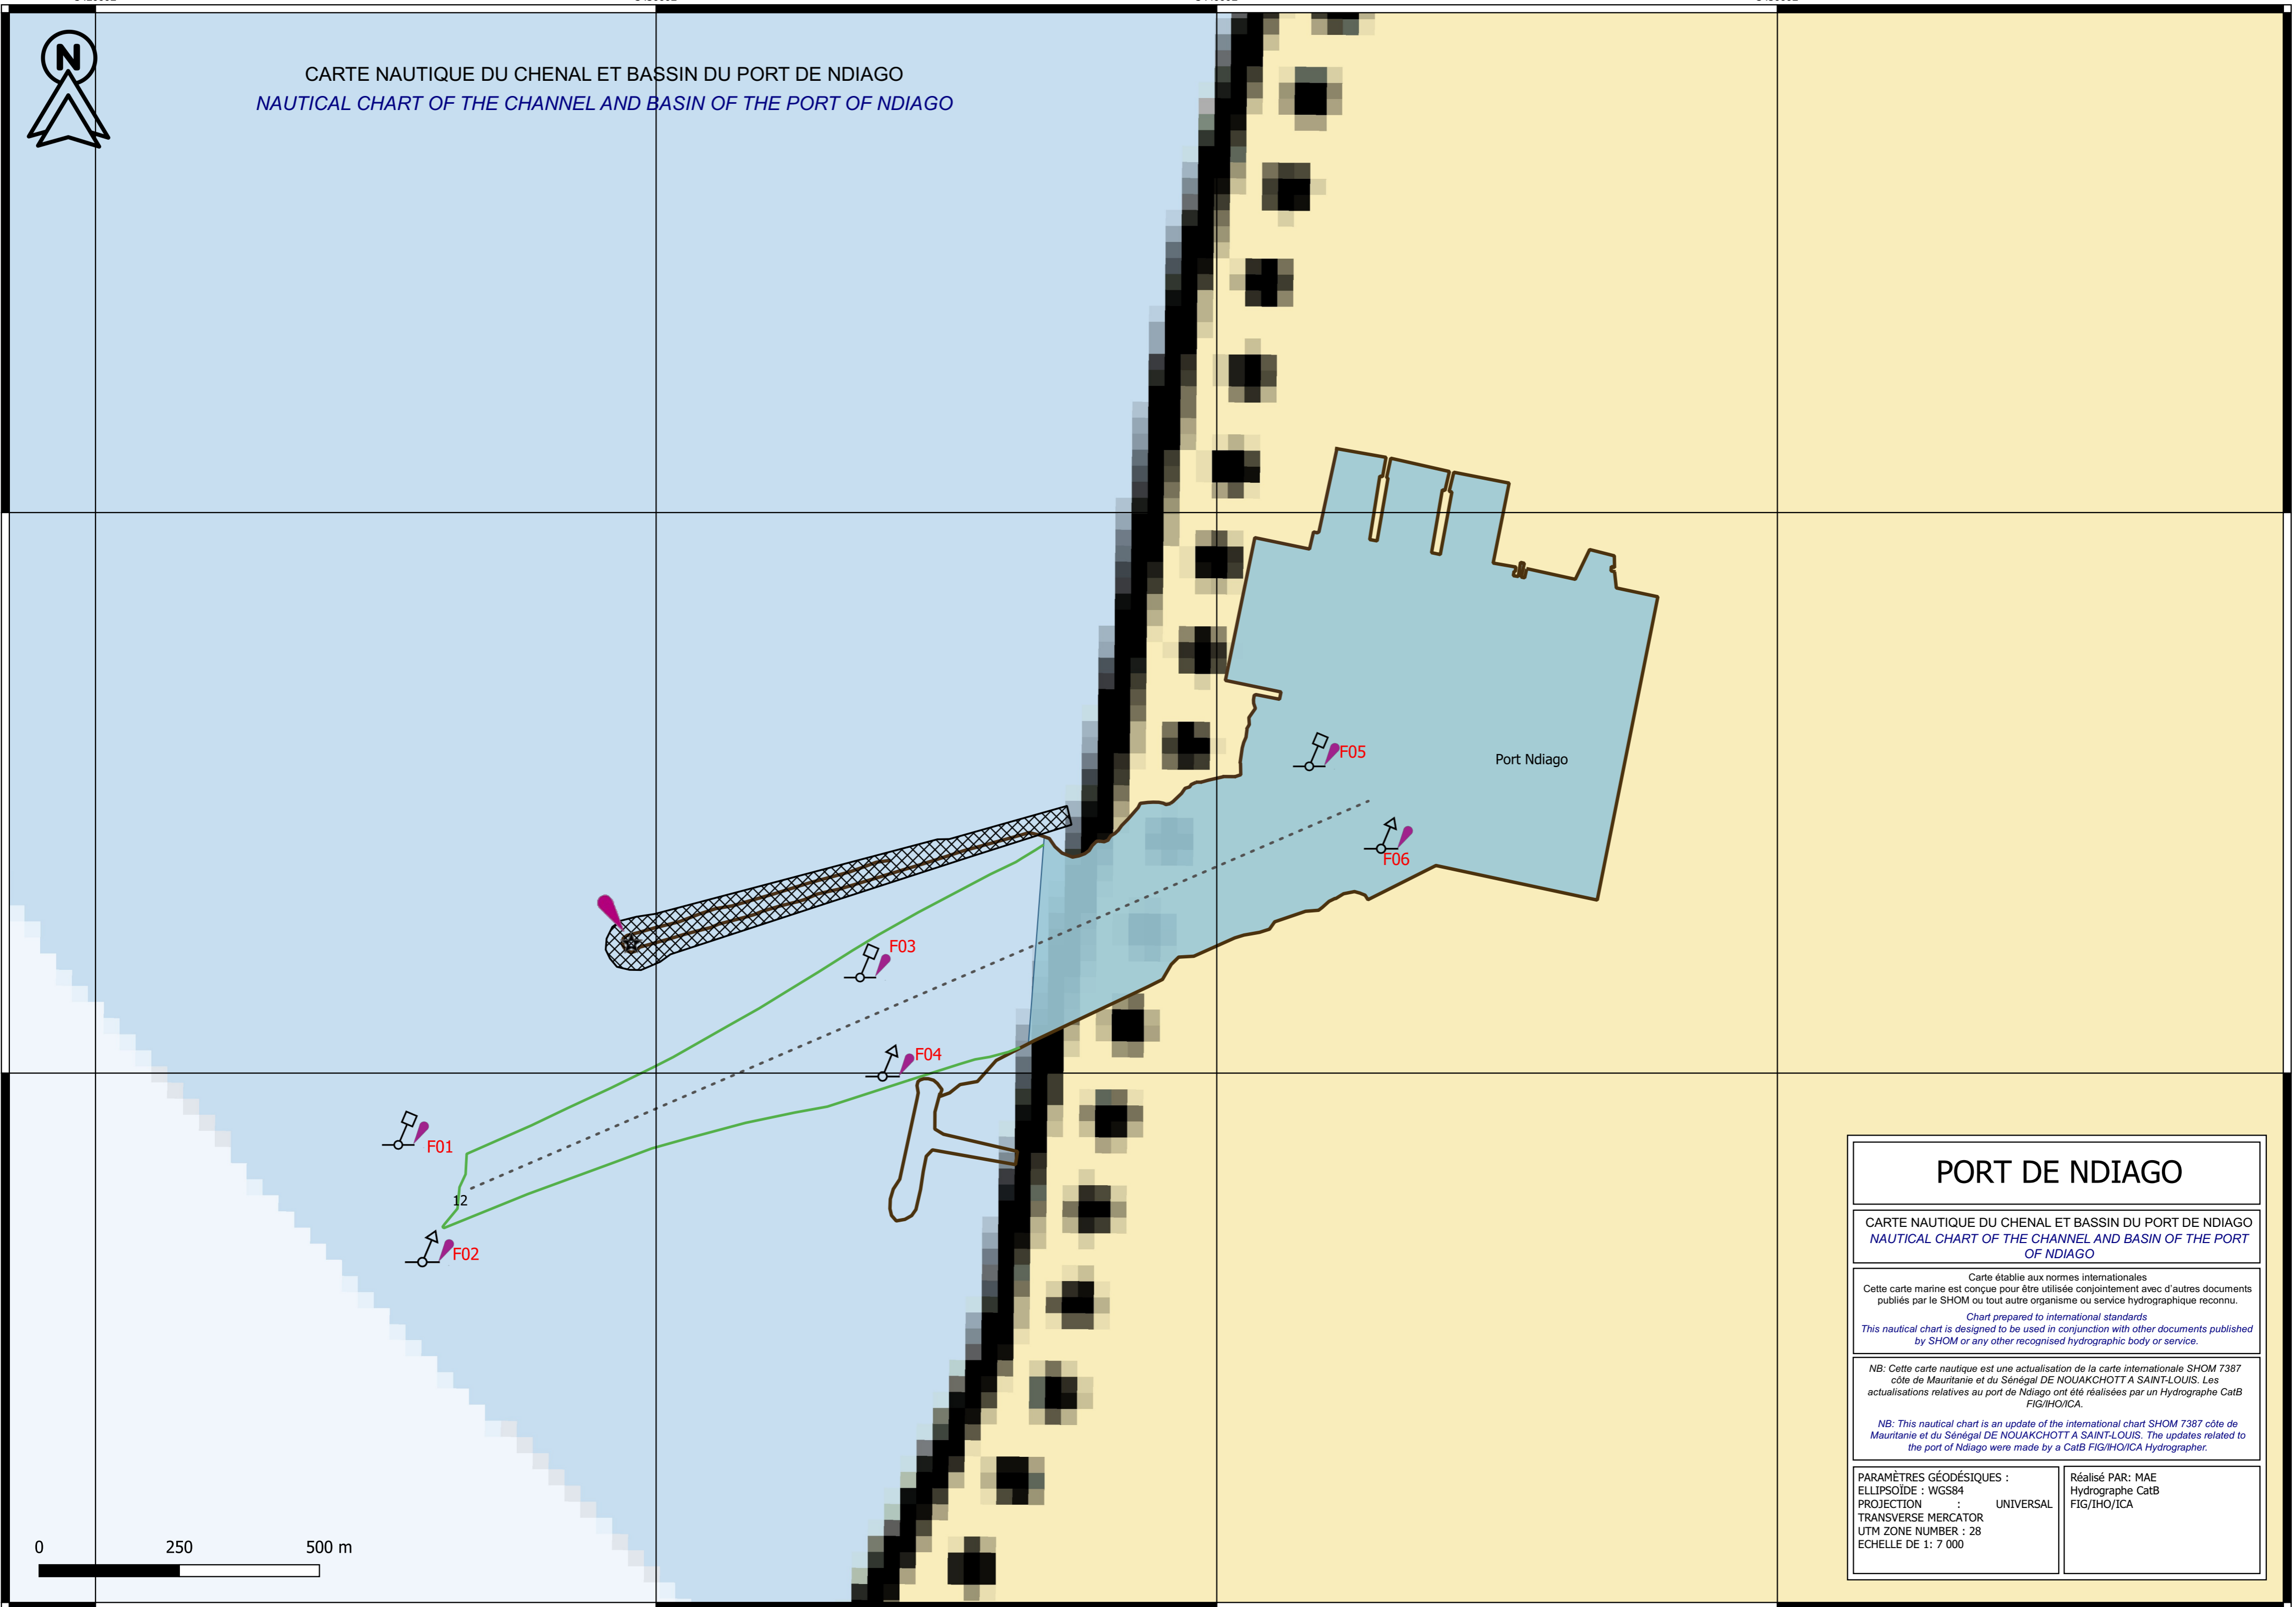 N
CARTE NAUTIQUE DU CHENAL ET BASSIN DU PORT DE NDIAGO
NAUTICAL CHART OF THE CHANNEL AND BASIN OF THE PORT OF NDIAGO
F05
Port Ndiago
F06
F03
F04
F01
12
F02
PORT DE NDIAGO
CARTE NAUTIQUE DU CHENAL ET BASSIN DU PORT DE NDIAGO
NAUTICAL CHART OF THE CHANNEL AND BASIN OF THE PORT
OF NDIAGO
Carte établie aux normes internationales
Cette carte marine est conçue pour être utilisée conjointement avec d'autres documents
publiés par le SHOM ou tout autre organisme ou service hydrographique reconnu.
Chart prepared to international standards
This nautical chart is designed to be used in conjunction with other documents published
by SHOM or any other recognised hydrographic body or service.
NB: Cette carte nautique est une actualisation de la carte internationale SHOM 7387
côte de Mauritanie et du Sénégal DE NOUAKCHOTT A SAINT-LOUIS. Les
actualisations relatives au port de Ndiago ont été réalisées par un Hydrographe CatB
FIG/IHO/ICA.
NB: This nautical chart is an update of the international chart SHOM 7387 côte de
Mauritanie et du Sénégal DE NOUAKCHOTT A SAINT-LOUIS. The updates related to
the port of Ndiago were made by a CatB FIG/IHO/ICA Hydrographer.
PARAMÈTRES GÉODÉSIQUES :
ELLIPSOÏDE : WGS84
PROJECTION : UNIVERSAL
TRANSVERSE MERCATOR
UTM ZONE NUMBER : 28
ECHELLE DE 1: 7 000
Réalisé PAR: MAE
Hydrographe CatB
FIG/IHO/ICA
0 250 500 m